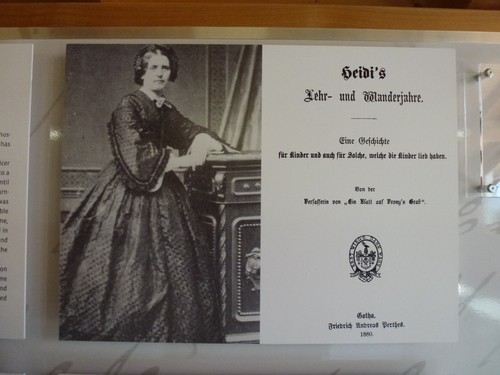 Heidi's
Lehr- und Wanderjahre.
Eine Geschichte
für Kinder und auch für Solche, welche die Kinder lieb haben.
Von der
Verfasserin von „Ein Blatt auf Vrony's Grab".
Gotha.
Friedrich Andreas Perthes.
1880.